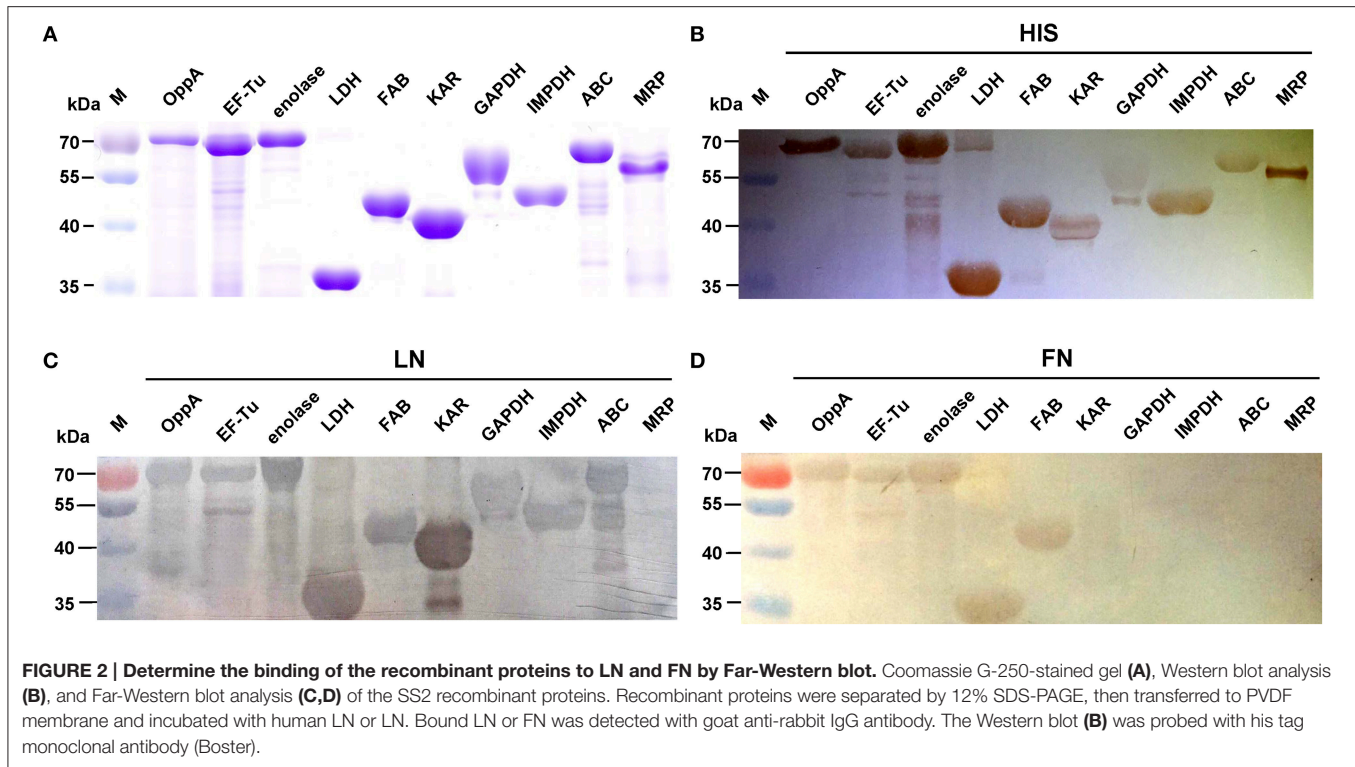 A
kDa M OppA EF-Tu enolase LDH FAB KAR GAPDH IMPDH ABC MRP
70
55
40
35
B
HIS
kDa M OppA EF-Tu enolase LDH FAB KAR GAPDH IMPDH ABC MRP
70
55
40
35
C
LN
kDa M OppA EF-Tu enolase LDH FAB KAR GAPDH IMPDH ABC MRP
70
55
40
35
D
FN
kDa M OppA EF-Tu enolase LDH FAB KAR GAPDH IMPDH ABC MRP
70
55
40
35
FIGURE 2 | Determine the binding of the recombinant proteins to LN and FN by Far-Western blot. Coomassie G-250-stained gel (A), Western blot analysis
(B), and Far-Western blot analysis (C,D) of the SS2 recombinant proteins. Recombinant proteins were separated by 12% SDS-PAGE, then transferred to PVDF
membrane and incubated with human LN or LN. Bound LN or FN was detected with goat anti-rabbit IgG antibody. The Western blot (B) was probed with his tag
monoclonal antibody (Boster).